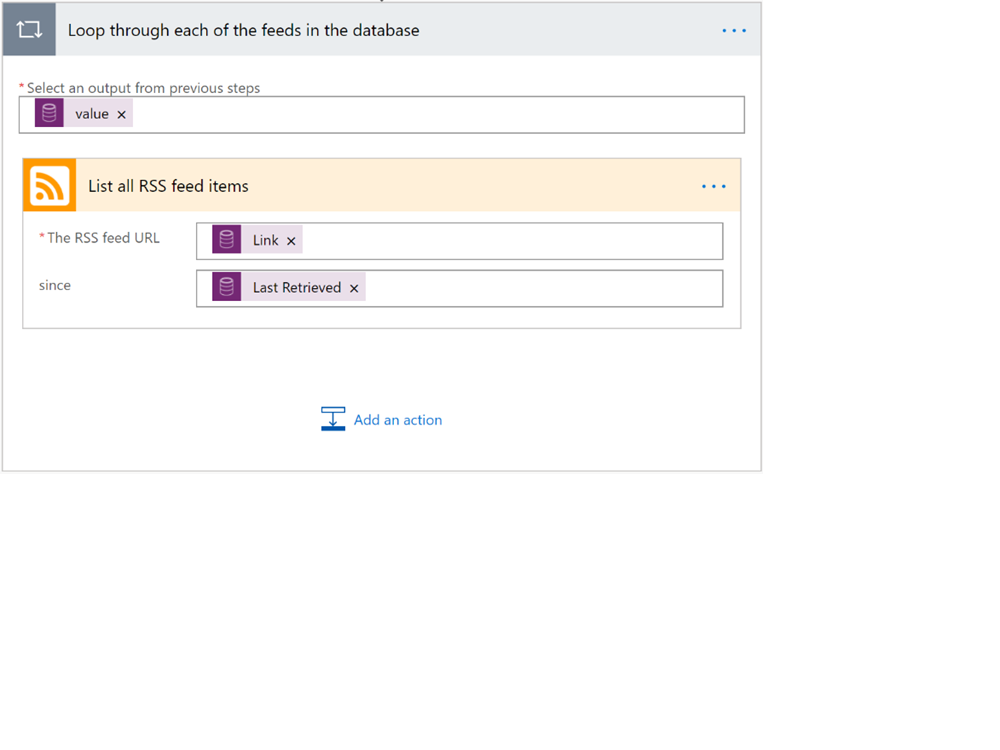 Loop through each of the feeds in the database
* Select an output from previous steps
value ×
List all RSS feed items
* The RSS feed URL
Link ×
since
Last Retrieved ×
Add an action